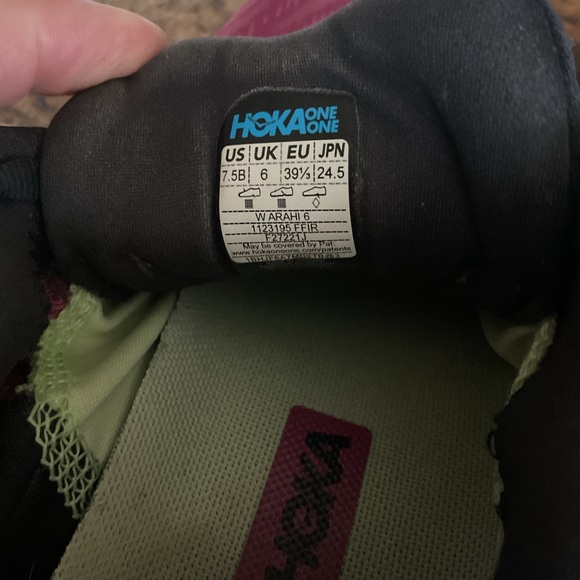 HOKA ONE ONE
US UK EU JPN
7.5B 6 39⅓ 24.5
W ARAHI 6
1123195 FFIR
F27221J
May be covered by Pat.
www.hokaoneone.com/patents
HOKA